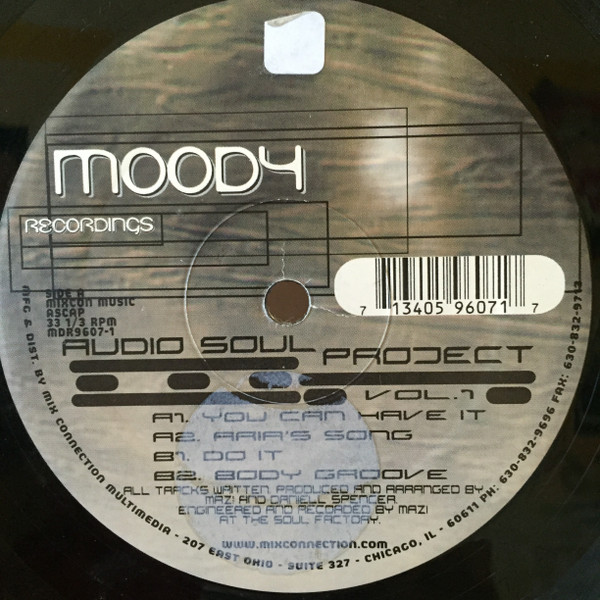 MOODY
RECORDINGS
7 13405 96071 7
SIDE A
MIXCON MUSIC
ASCAP
33 1/3 RPM
MDR9607-1
AUDIO SOUL PROJECT
VOL.1
A1. YOU CAN HAVE IT
A2. ARIA'S SONG
B1. DO IT
B2. BODY GROOVE
ALL TRACKS WRITTEN, PRODUCED AND ARRANGED BY
MAZI AND DANIELL SPENCER.
ENGINEERED AND RECORDED BY MAZI
AT THE SOUL FACTORY.
WWW.MIXCONNECTION.COM
MFG & DIST. BY MIX CONNECTION MULTIMEDIA - 207 EAST OHIO - SUITE 327 - CHICAGO, IL - 60611 PH: 630-832-9696 FAX: 630-832-9713